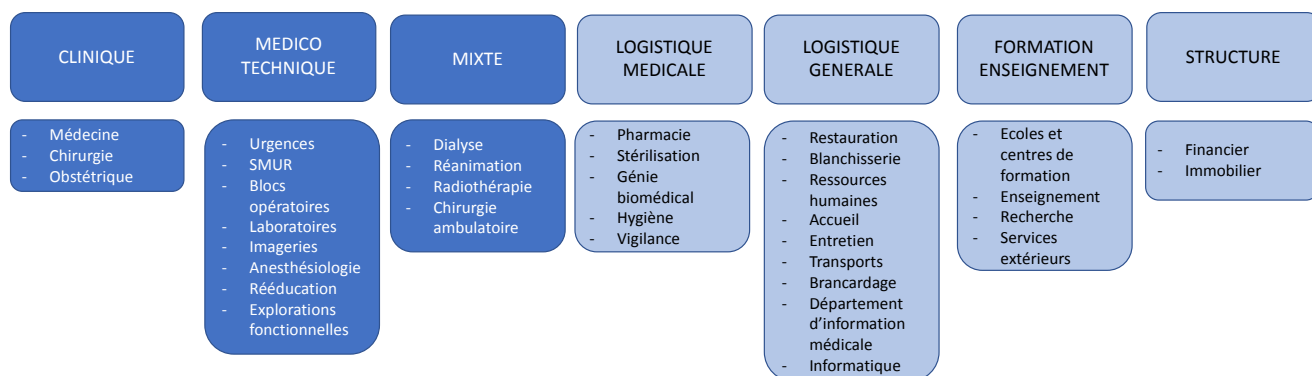 CLINIQUE
MEDICO
TECHNIQUE
MIXTE
LOGISTIQUE
MEDICALE
LOGISTIQUE
GENERALE
FORMATION
ENSEIGNEMENT
STRUCTURE
- Médecine
- Chirurgie
- Obstétrique
- Urgences
- SMUR
- Blocs
opératoires
- Laboratoires
- Imageries
- Anesthésiologie
- Rééducation
- Explorations
fonctionnelles
- Dialyse
- Réanimation
- Radiothérapie
- Chirurgie
ambulatoire
- Pharmacie
- Stérilisation
- Génie
biomédical
- Hygiène
- Vigilance
- Restauration
- Blanchisserie
- Ressources
humaines
- Accueil
- Entretien
- Transports
- Brancardage
- Département
d'information
médicale
- Informatique
- Ecoles et
centres de
formation
- Enseignement
- Recherche
- Services
extérieurs
- Financier
- Immobilier